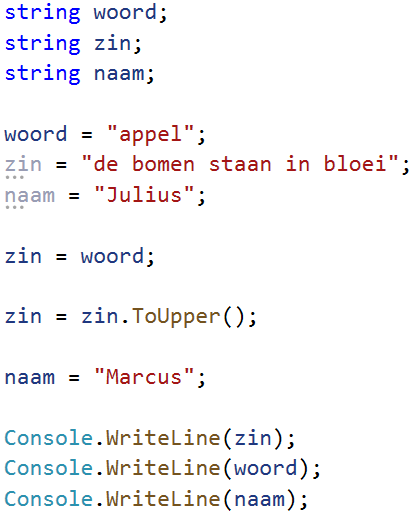 string woord;
string zin;
string naam;
woord = "appel";
zin = "de bomen staan in bloei";
naam = "Julius";
zin = woord;
zin = zin.ToUpper();
naam = "Marcus";
Console.WriteLine(zin);
Console.WriteLine(woord);
Console.WriteLine(naam);